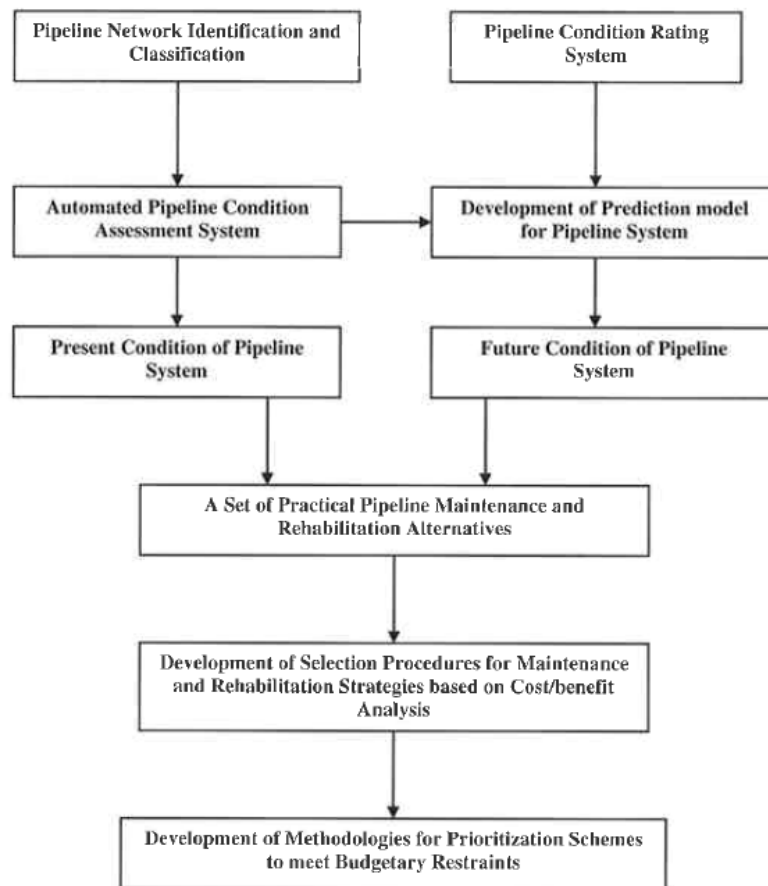 Pipeline Network Identification and
Classification
Pipeline Condition Rating
System
Automated Pipeline Condition
Assessment System
Development of Prediction model
for Pipeline System
Present Condition of Pipeline
System
Future Condition of Pipeline
System
A Set of Practical Pipeline Maintenance and
Rehabilitation Alternatives
Development of Selection Procedures for Maintenance
and Rehabilitation Strategies based on Cost/benefit
Analysis
Development of Methodologies for Prioritization Schemes
to meet Budgetary Restraints